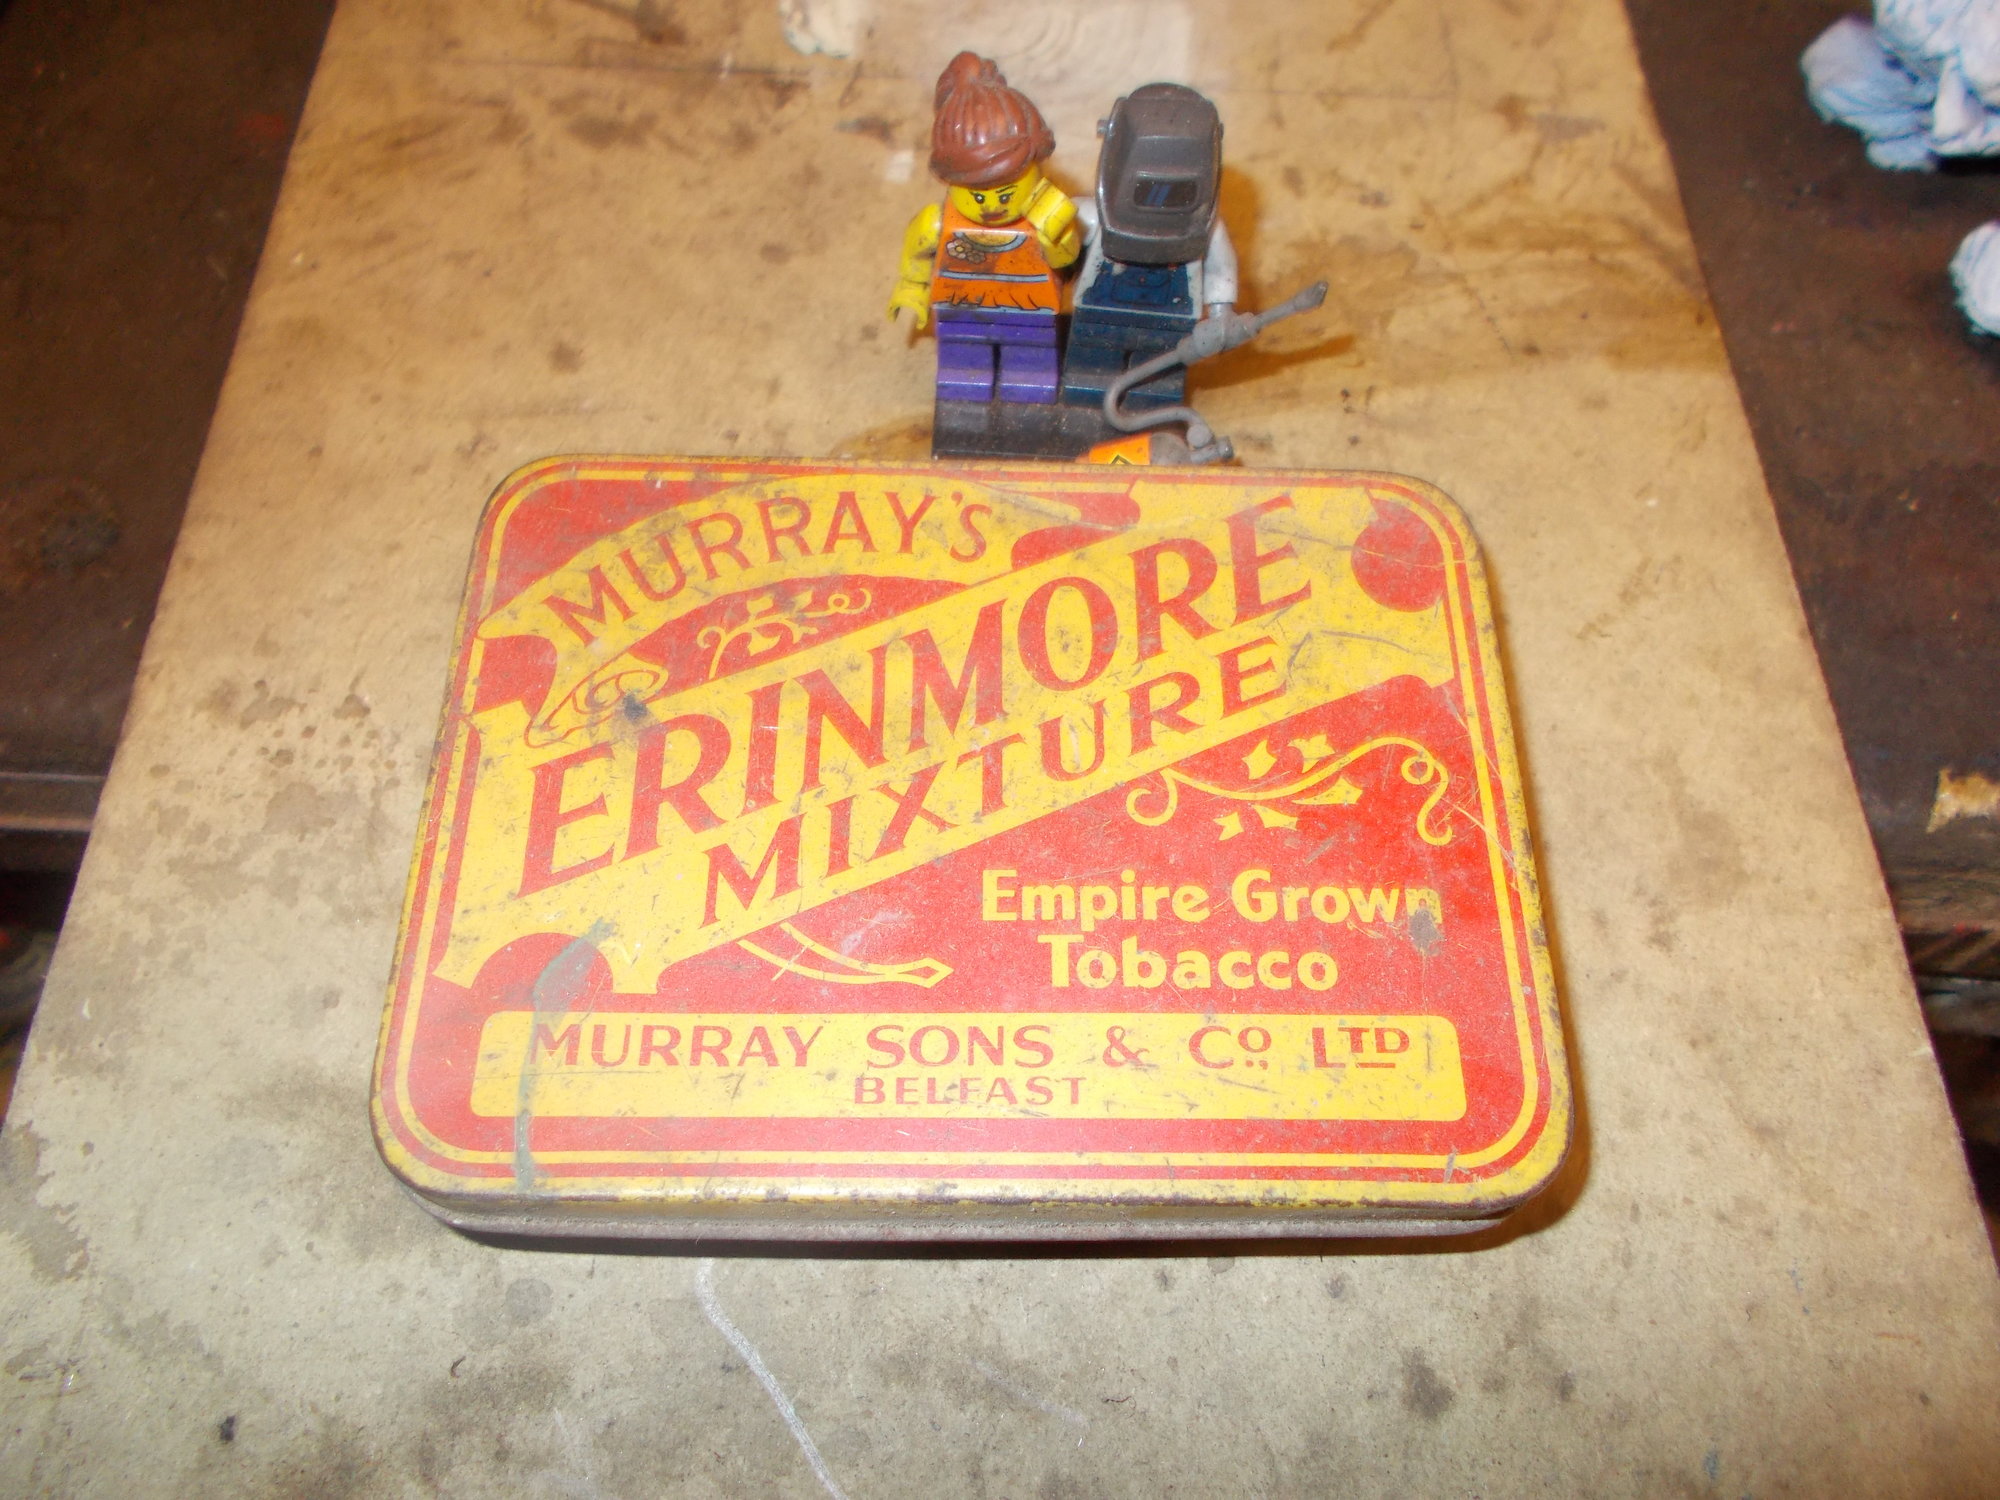 MURRAY'S
ERINMORE
MIXTURE
Empire Grown
Tobacco
MURRAY SONS & Co., LTD
BELFAST